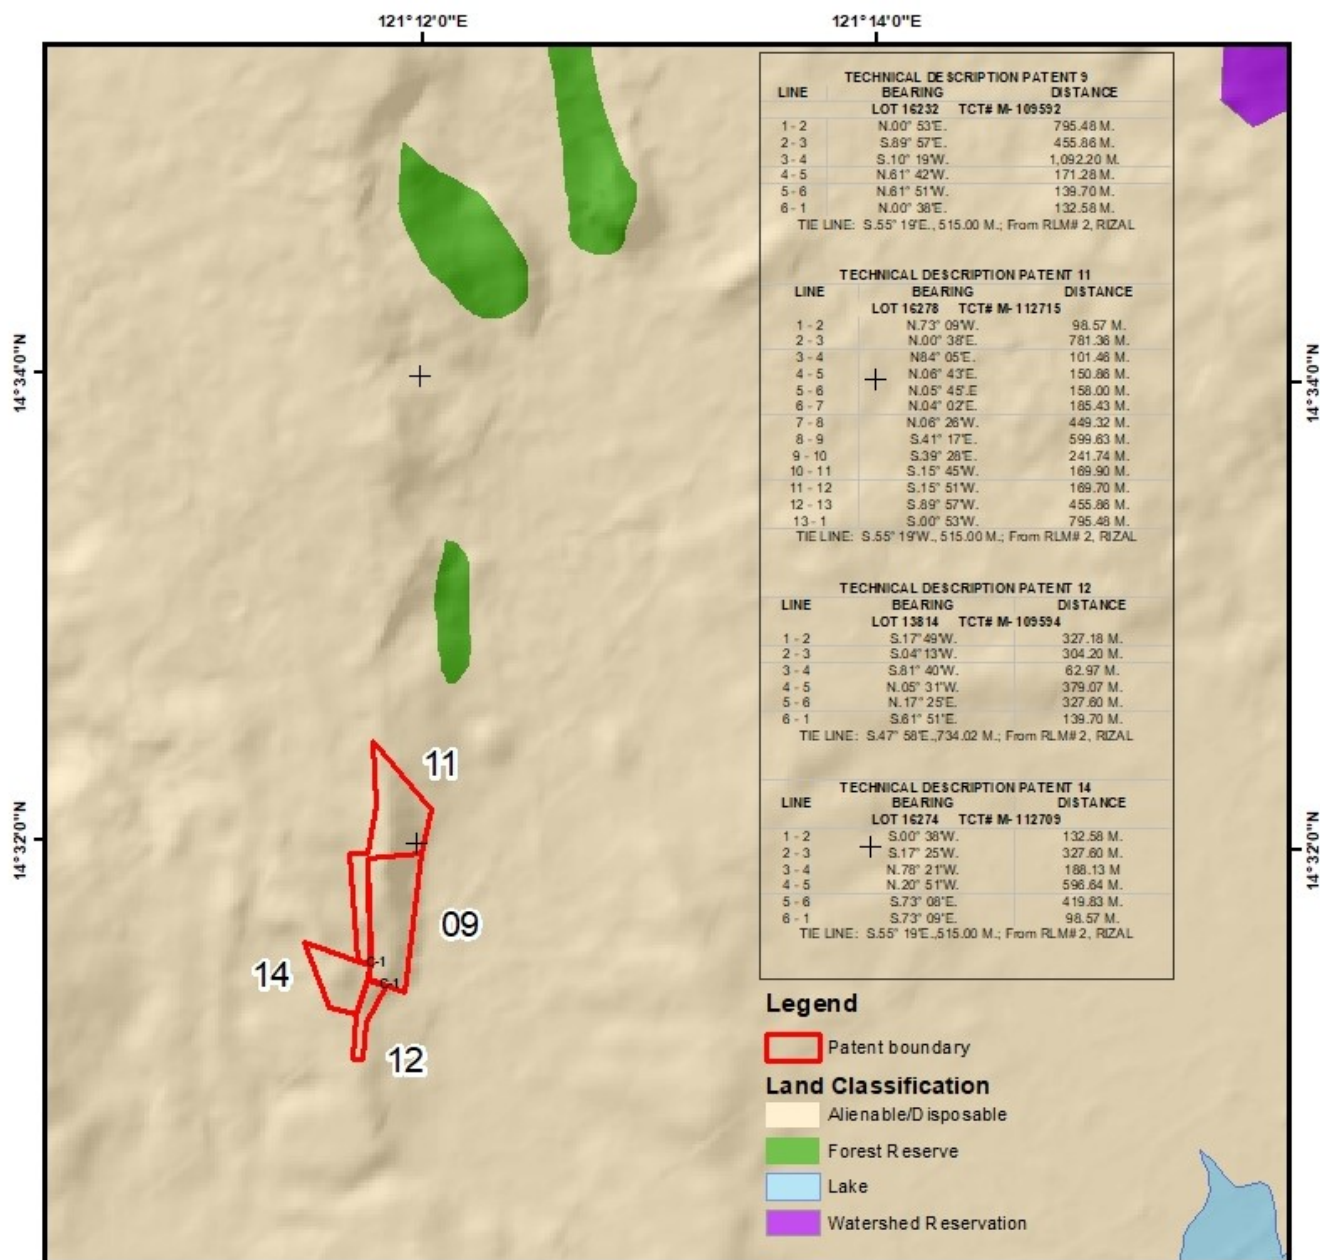 121°12'0"E 121°14'0"E
TECHNICAL DESCRIPTION PATENT 9
LINE BEARING DISTANCE
LOT 16232 TCT# M-109592
1 - 2 N.00° 53'E. 795.48 M.
2 - 3 S.89° 57'E. 455.86 M.
3 - 4 S.10° 19'W. 1,092.20 M.
4 - 5 N.61° 42'W. 171.28 M.
5 - 6 N.61° 51'W. 139.70 M.
6 - 1 N.00° 38'E. 132.58 M.
TIE LINE: S.55° 19'E., 515.00 M.; From RLM# 2, RIZAL
TECHNICAL DESCRIPTION PATENT 11
LINE BEARING DISTANCE
LOT 16278 TCT# M-112715
1 - 2 N.73° 09'W. 98.57 M.
2 - 3 N.00° 38'E. 781.36 M.
3 - 4 N84° 05'E. 101.46 M.
4 - 5 N.06° 43'E. 150.86 M.
5 - 6 N.05° 45'.E 158.00 M.
6 - 7 N.04° 02'E. 185.43 M.
7 - 8 N.06° 26'W. 449.32 M.
8 - 9 S.41° 17'E. 599.63 M.
9 - 10 S.39° 28'E. 241.74 M.
10 - 11 S.15° 45'W. 169.90 M.
11 - 12 S.15° 51'W. 169.70 M.
12 - 13 S.89° 57'W. 455.86 M.
13 - 1 S.00° 53'W. 795.48 M.
TIE LINE: S.55° 19'W., 515.00 M.; From RLM# 2, RIZAL
TECHNICAL DESCRIPTION PATENT 12
LINE BEARING DISTANCE
LOT 13814 TCT# M-109594
1 - 2 S.17° 49'W. 327.18 M.
2 - 3 S.04° 13'W. 304.20 M.
3 - 4 S.81° 40'W. 62.97 M.
4 - 5 N.05° 31'W. 379.07 M.
5 - 6 N.17° 25'E. 327.60 M.
6 - 1 S.61° 51'E. 139.70 M.
TIE LINE: S.47° 58'E.,734.02 M.; From RLM# 2, RIZAL
TECHNICAL DESCRIPTION PATENT 14
LINE BEARING DISTANCE
LOT 16274 TCT# M-112709
1 - 2 S.00° 38'W. 132.58 M.
2 - 3 S.17° 25'W. 327.60 M.
3 - 4 N.78° 21'W. 188.13 M
4 - 5 N.20° 51'W. 596.64 M.
5 - 6 S.73° 08'E. 419.83 M.
6 - 1 S.73° 09'E. 98.57 M.
TIE LINE: S.55° 19'E.,515.00 M.; From RLM# 2, RIZAL
14°34'0"N
14°34'0"N
14°32'0"N
14°32'0"N
11
09
14
12
C-1
C-1
Legend
Patent boundary
Land Classification
Alienable/Disposable
Forest Reserve
Lake
Watershed Reservation